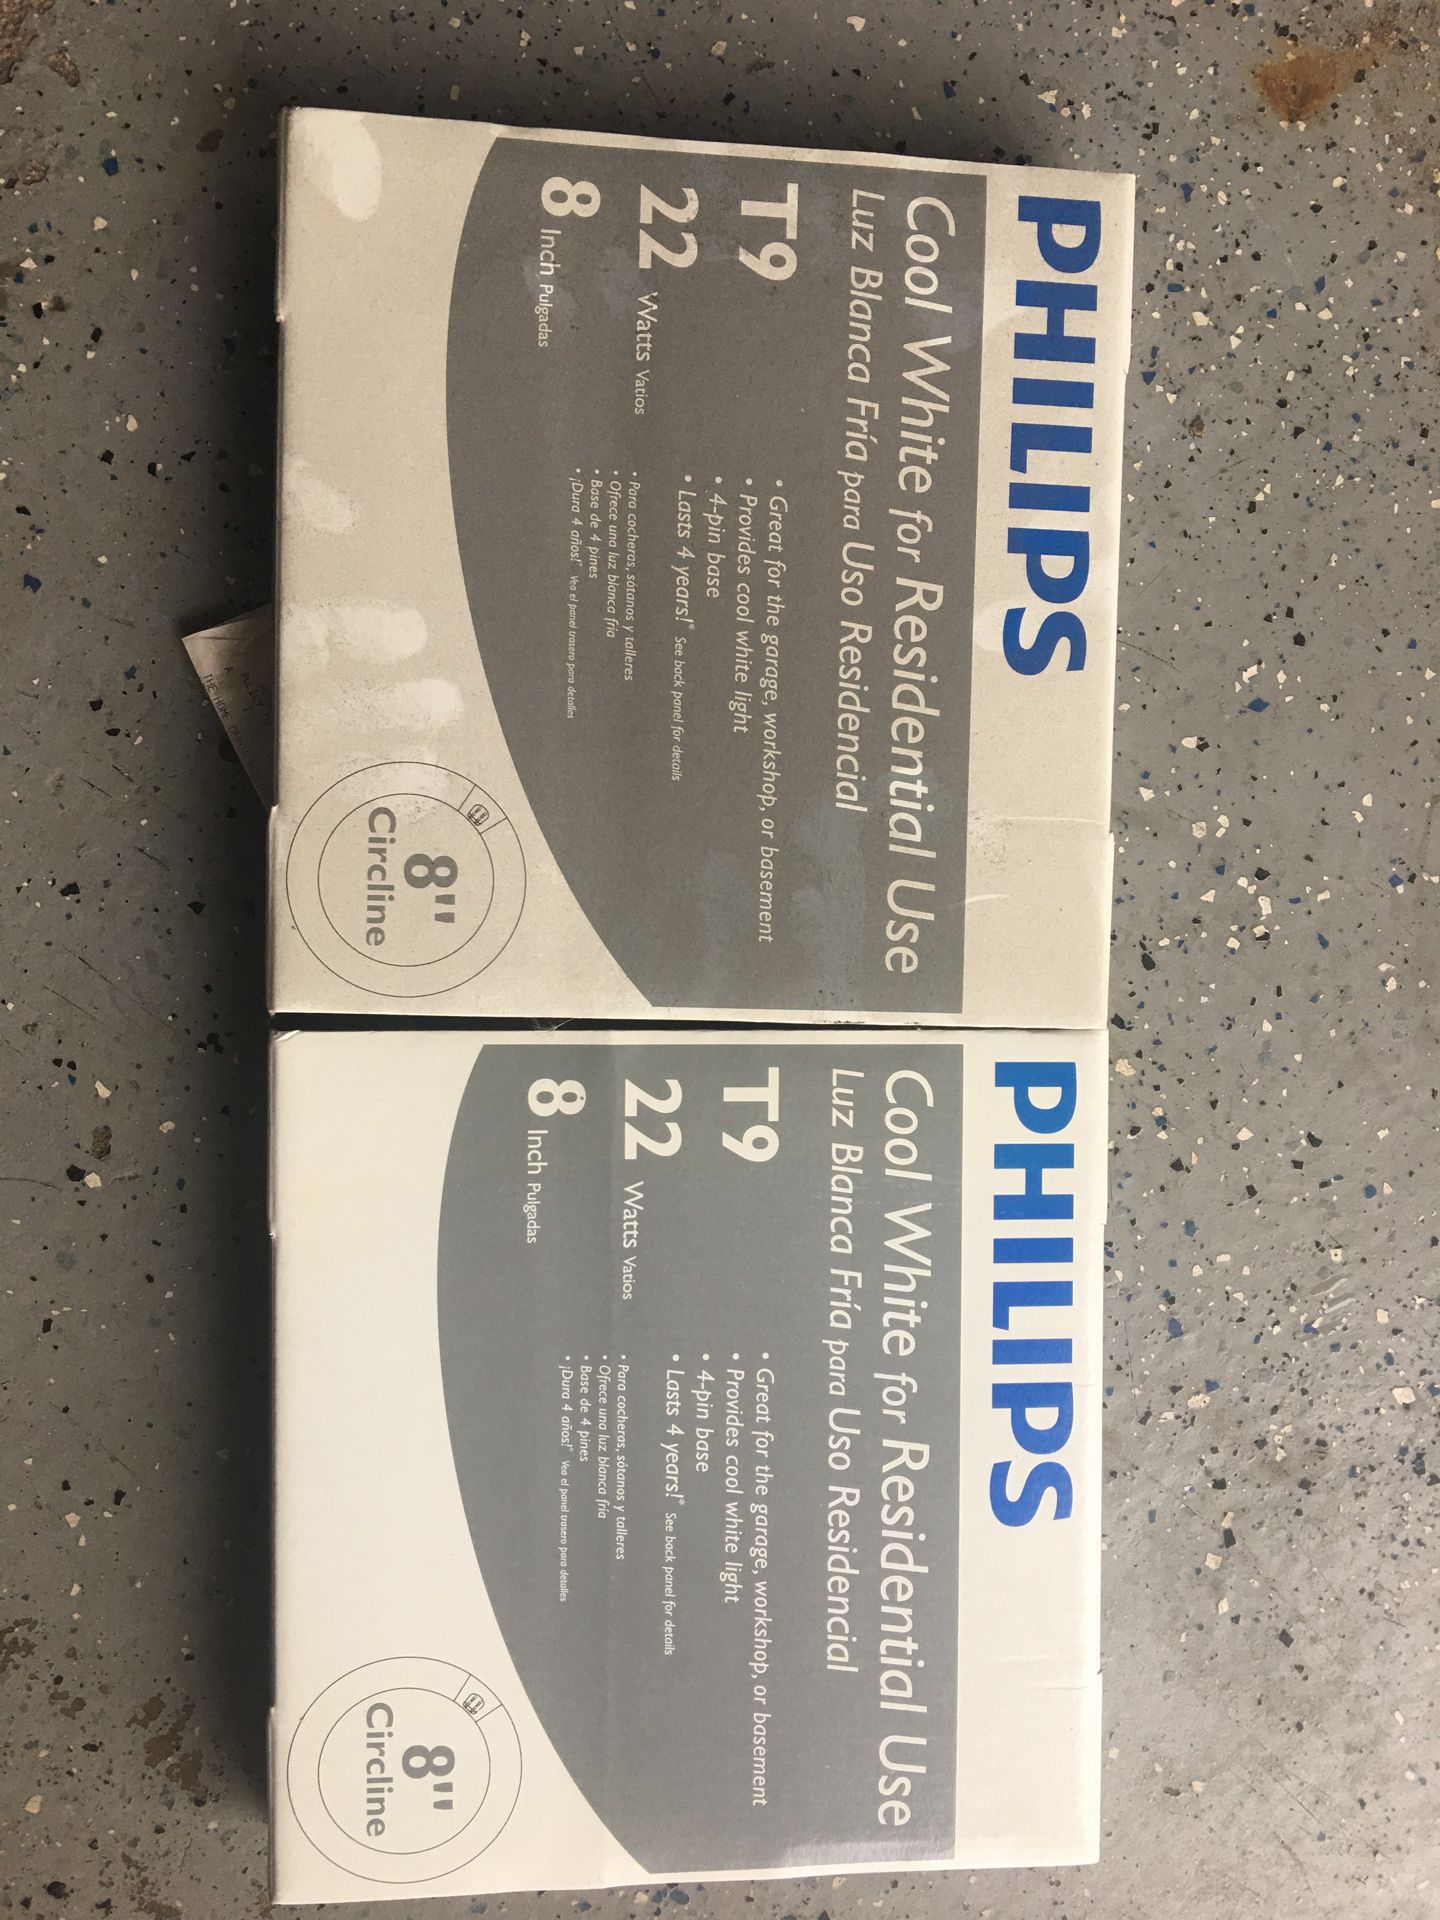 PHILIPS
Cool White for Residential Use
Luz Blanca Fría para Uso Residencial
T9
22 Watts Vatios
8 Inch Pulgadas
• Great for the garage, workshop, or basement
• Provides cool white light
• 4-pin base
• Lasts 4 years!* See back panel for details
• Para cocheras, sótanos y talleres
• Ofrece una luz blanca fría
• Base de 4 pines
• ¡Dura 4 años!* Vea el panel trasero para detalles
8"
Circline
THE HOME DEPOT
PHILIPS
Cool White for Residential Use
Luz Blanca Fría para Uso Residencial
T9
22 Watts Vatios
8 Inch Pulgadas
• Great for the garage, workshop, or basement
• Provides cool white light
• 4-pin base
• Lasts 4 years!* See back panel for details
• Para cocheras, sótanos y talleres
• Ofrece una luz blanca fría
• Base de 4 pines
• ¡Dura 4 años!* Vea el panel trasero para detalles
8"
Circline